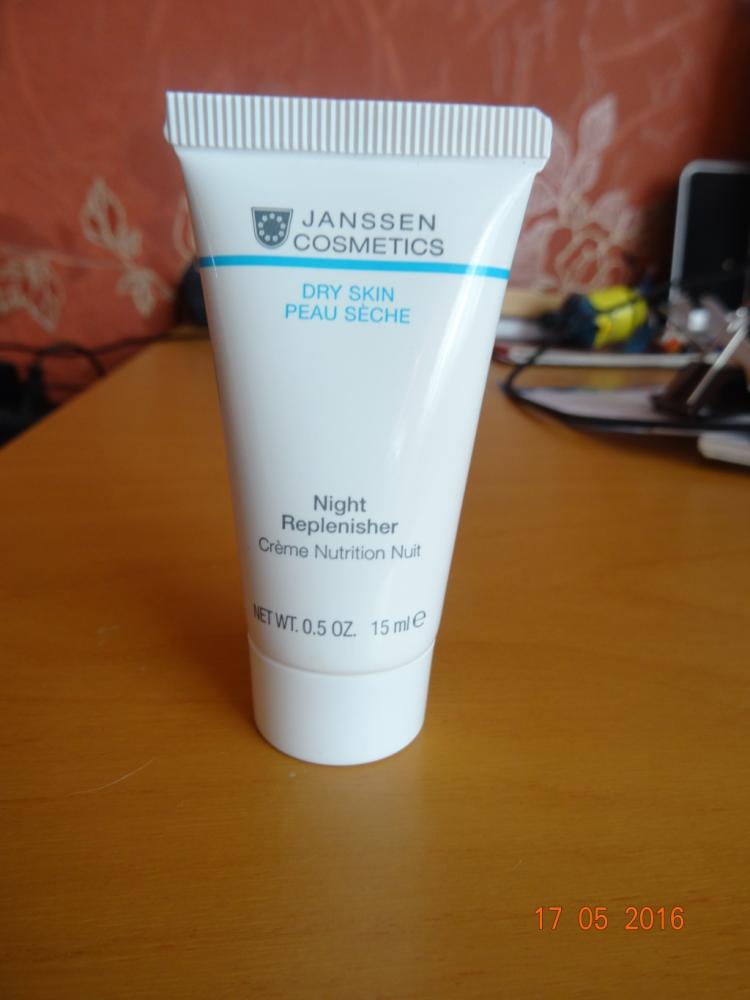 JANSSEN
COSMETICS
DRY SKIN
PEAU SÈCHE
Night
Replenisher
Crème Nutrition Nuit
NET WT. 0.5 OZ. 15 ml ℮
17 05 2016